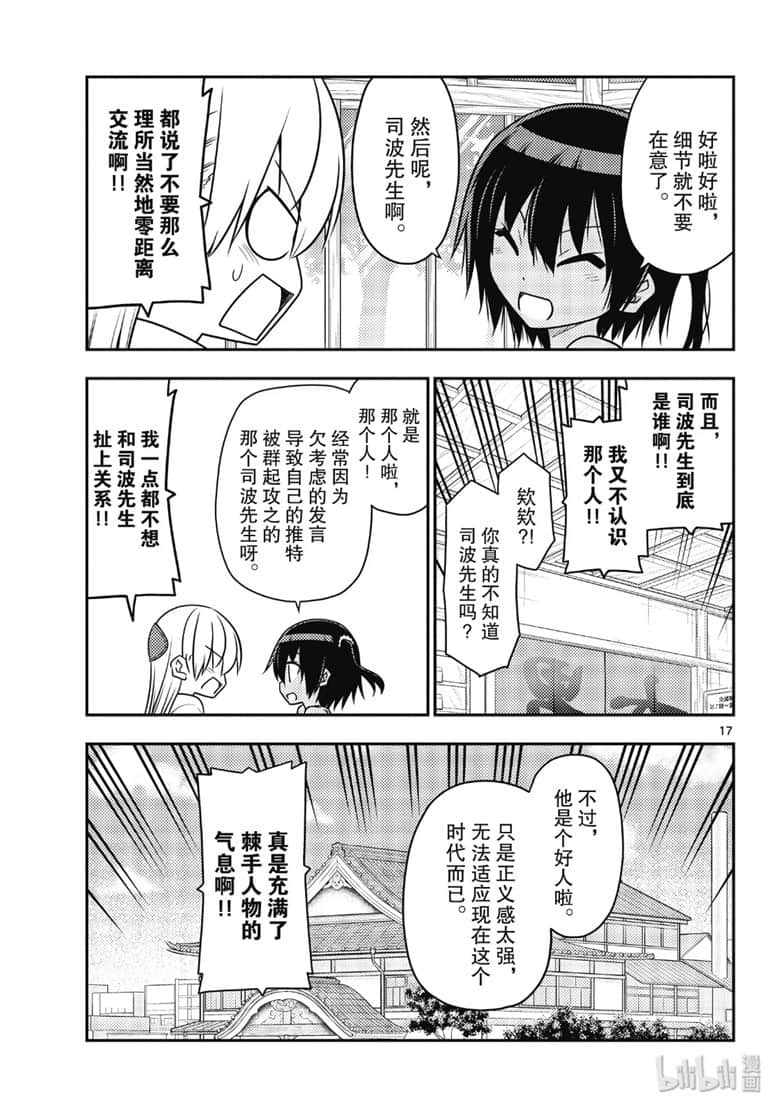 好啦好啦，
细节就不要
在意了。
然后呢，
司波先生啊。
都说了不要那么
理所当然地零距离
交流啊!!
而且，
司波先生到底
是谁啊!!
我又不认识
那个人!!
欸欸?!
你真的不知道
司波先生吗？
就是
那个人啦，
那个人！
经常因为
欠考虑的发言
导致自己的推特
被群起攻之的
那个司波先生呀。
我一点都不想
和司波先生
扯上关系!!
17
不过，
他是个好人啦。
只是正义感太强，
无法适应现在这个
时代而已。
真是充满了
棘手人物的
气息啊!!
bilibili
漫画